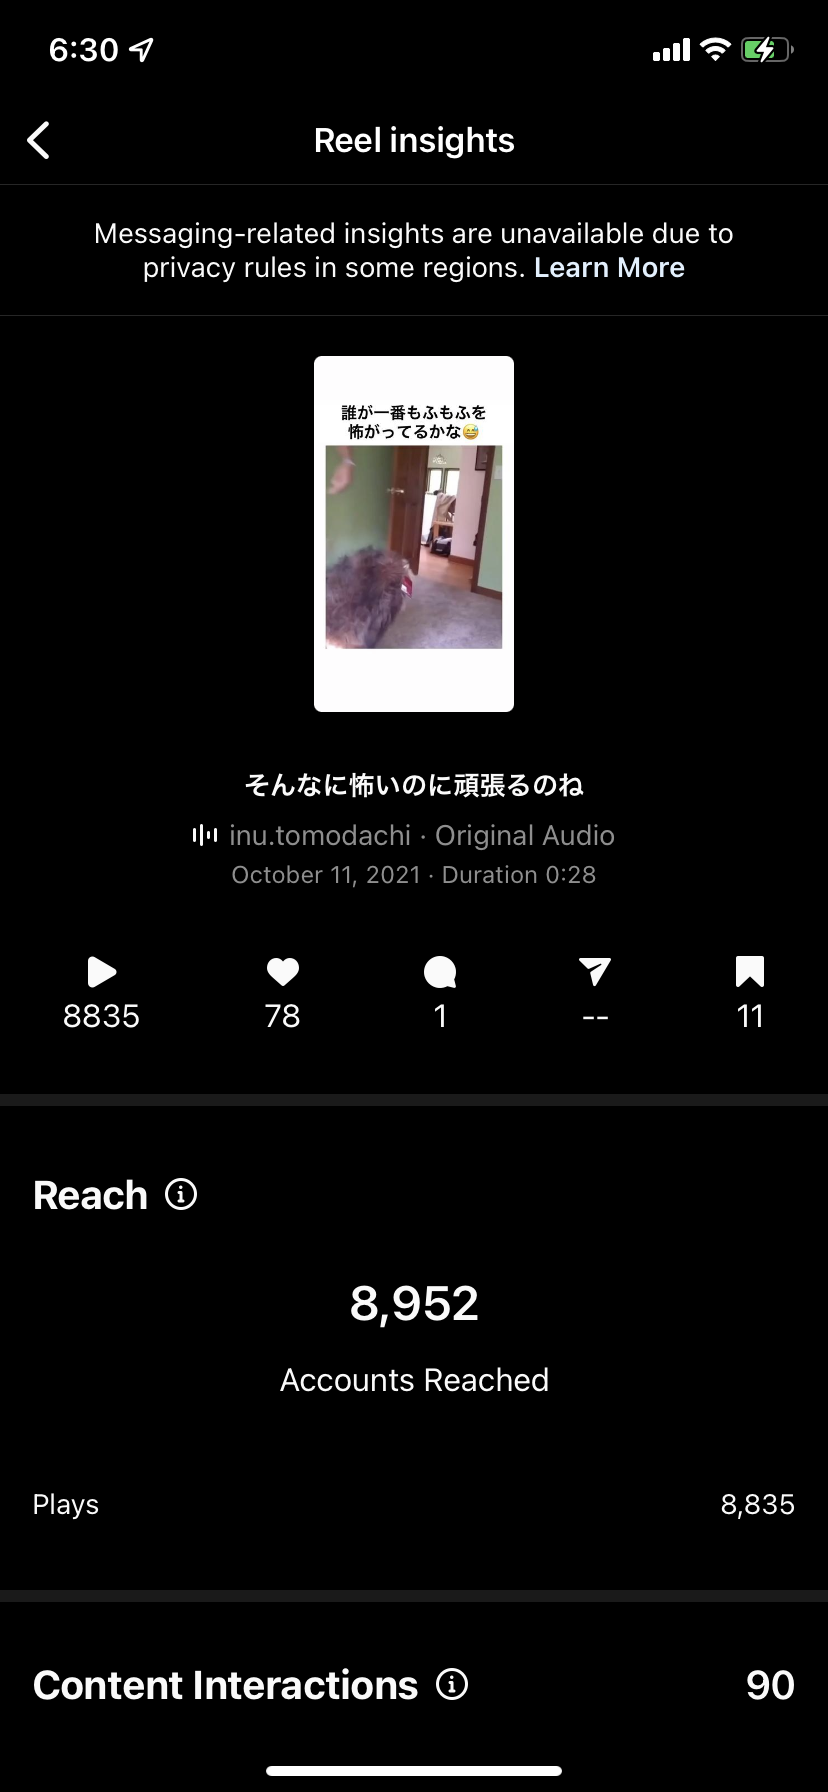 6:30
Reel insights
Messaging-related insights are unavailable due to
privacy rules in some regions. Learn More
誰が一番もふもふを
怖がってるかな😅
そんなに怖いのに頑張るのね
inu.tomodachi · Original Audio
October 11, 2021 · Duration 0:28
8835 78 1 -- 11
Reach
8,952
Accounts Reached
Plays 8,835
Content Interactions 90